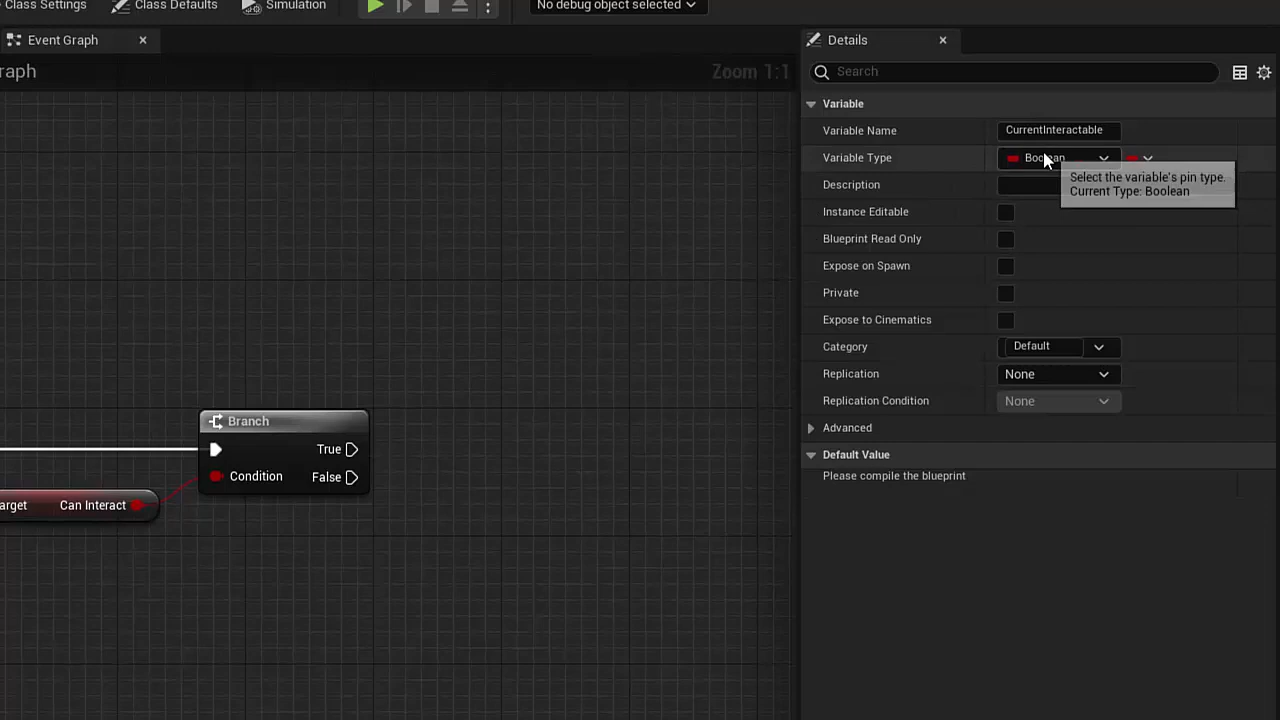 Class Settings
Class Defaults
Simulation
No debug object selected
Event Graph
Details
raph
Zoom 1:1
Search
Variable
Variable Name
CurrentInteractable
Variable Type
Boolean
Select the variable's pin type.
Current Type: Boolean
Description
Instance Editable
Blueprint Read Only
Expose on Spawn
Private
Expose to Cinematics
Category
Default
Replication
None
Replication Condition
None
Advanced
Default Value
Please compile the blueprint
Branch
True
Condition
False
arget
Can Interact